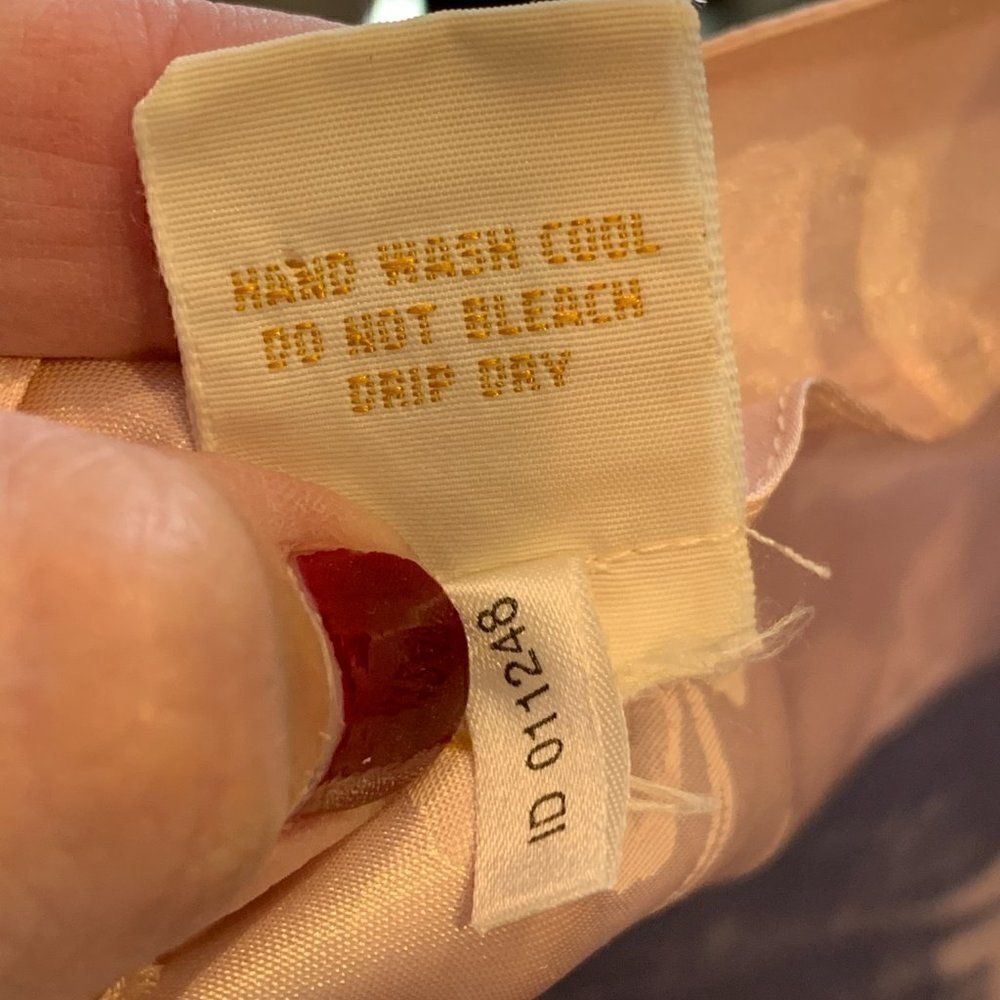 HAND WASH COOL
DO NOT BLEACH
DRIP DRY
ID 011248